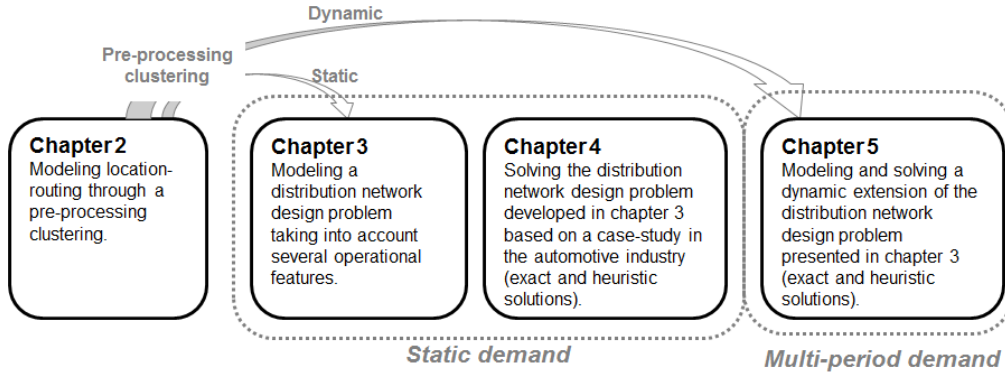 Dynamic
Pre-processing
clustering
Static
Chapter 2
Modeling location-
routing through a
pre-processing
clustering.
Chapter 3
Modeling a
distribution network
design problem
taking into account
several operational
features.
Chapter 4
Solving the distribution
network design problem
developed in chapter 3
based on a case-study in
the automotive industry
(exact and heuristic
solutions).
Chapter 5
Modeling and solving a
dynamic extension of the
distribution network
design problem
presented in chapter 3
(exact and heuristic
solutions).
Static demand
Multi-period demand